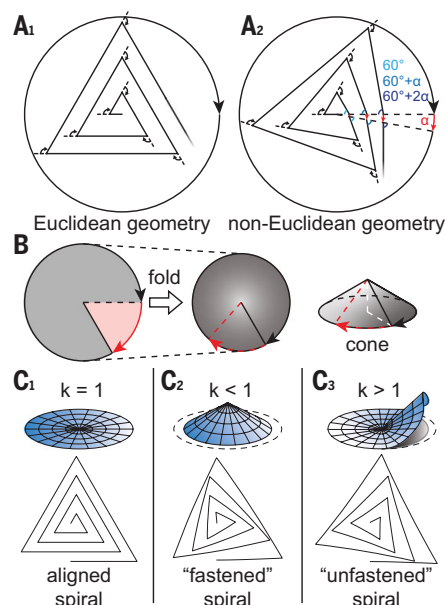 A1
A2
60°
60°+α
60°+2α
α
Euclidean geometry
non-Euclidean geometry
B
fold
cone
C1
C2
C3
k = 1
k < 1
k > 1
aligned
spiral
"fastened"
spiral
"unfastened"
spiral